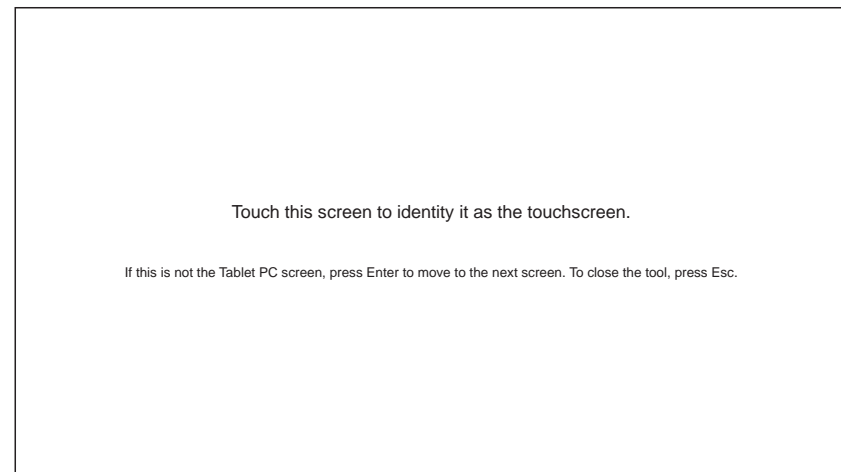 Touch this screen to identity it as the touchscreen.
If this is not the Tablet PC screen, press Enter to move to the next screen. To close the tool, press Esc.